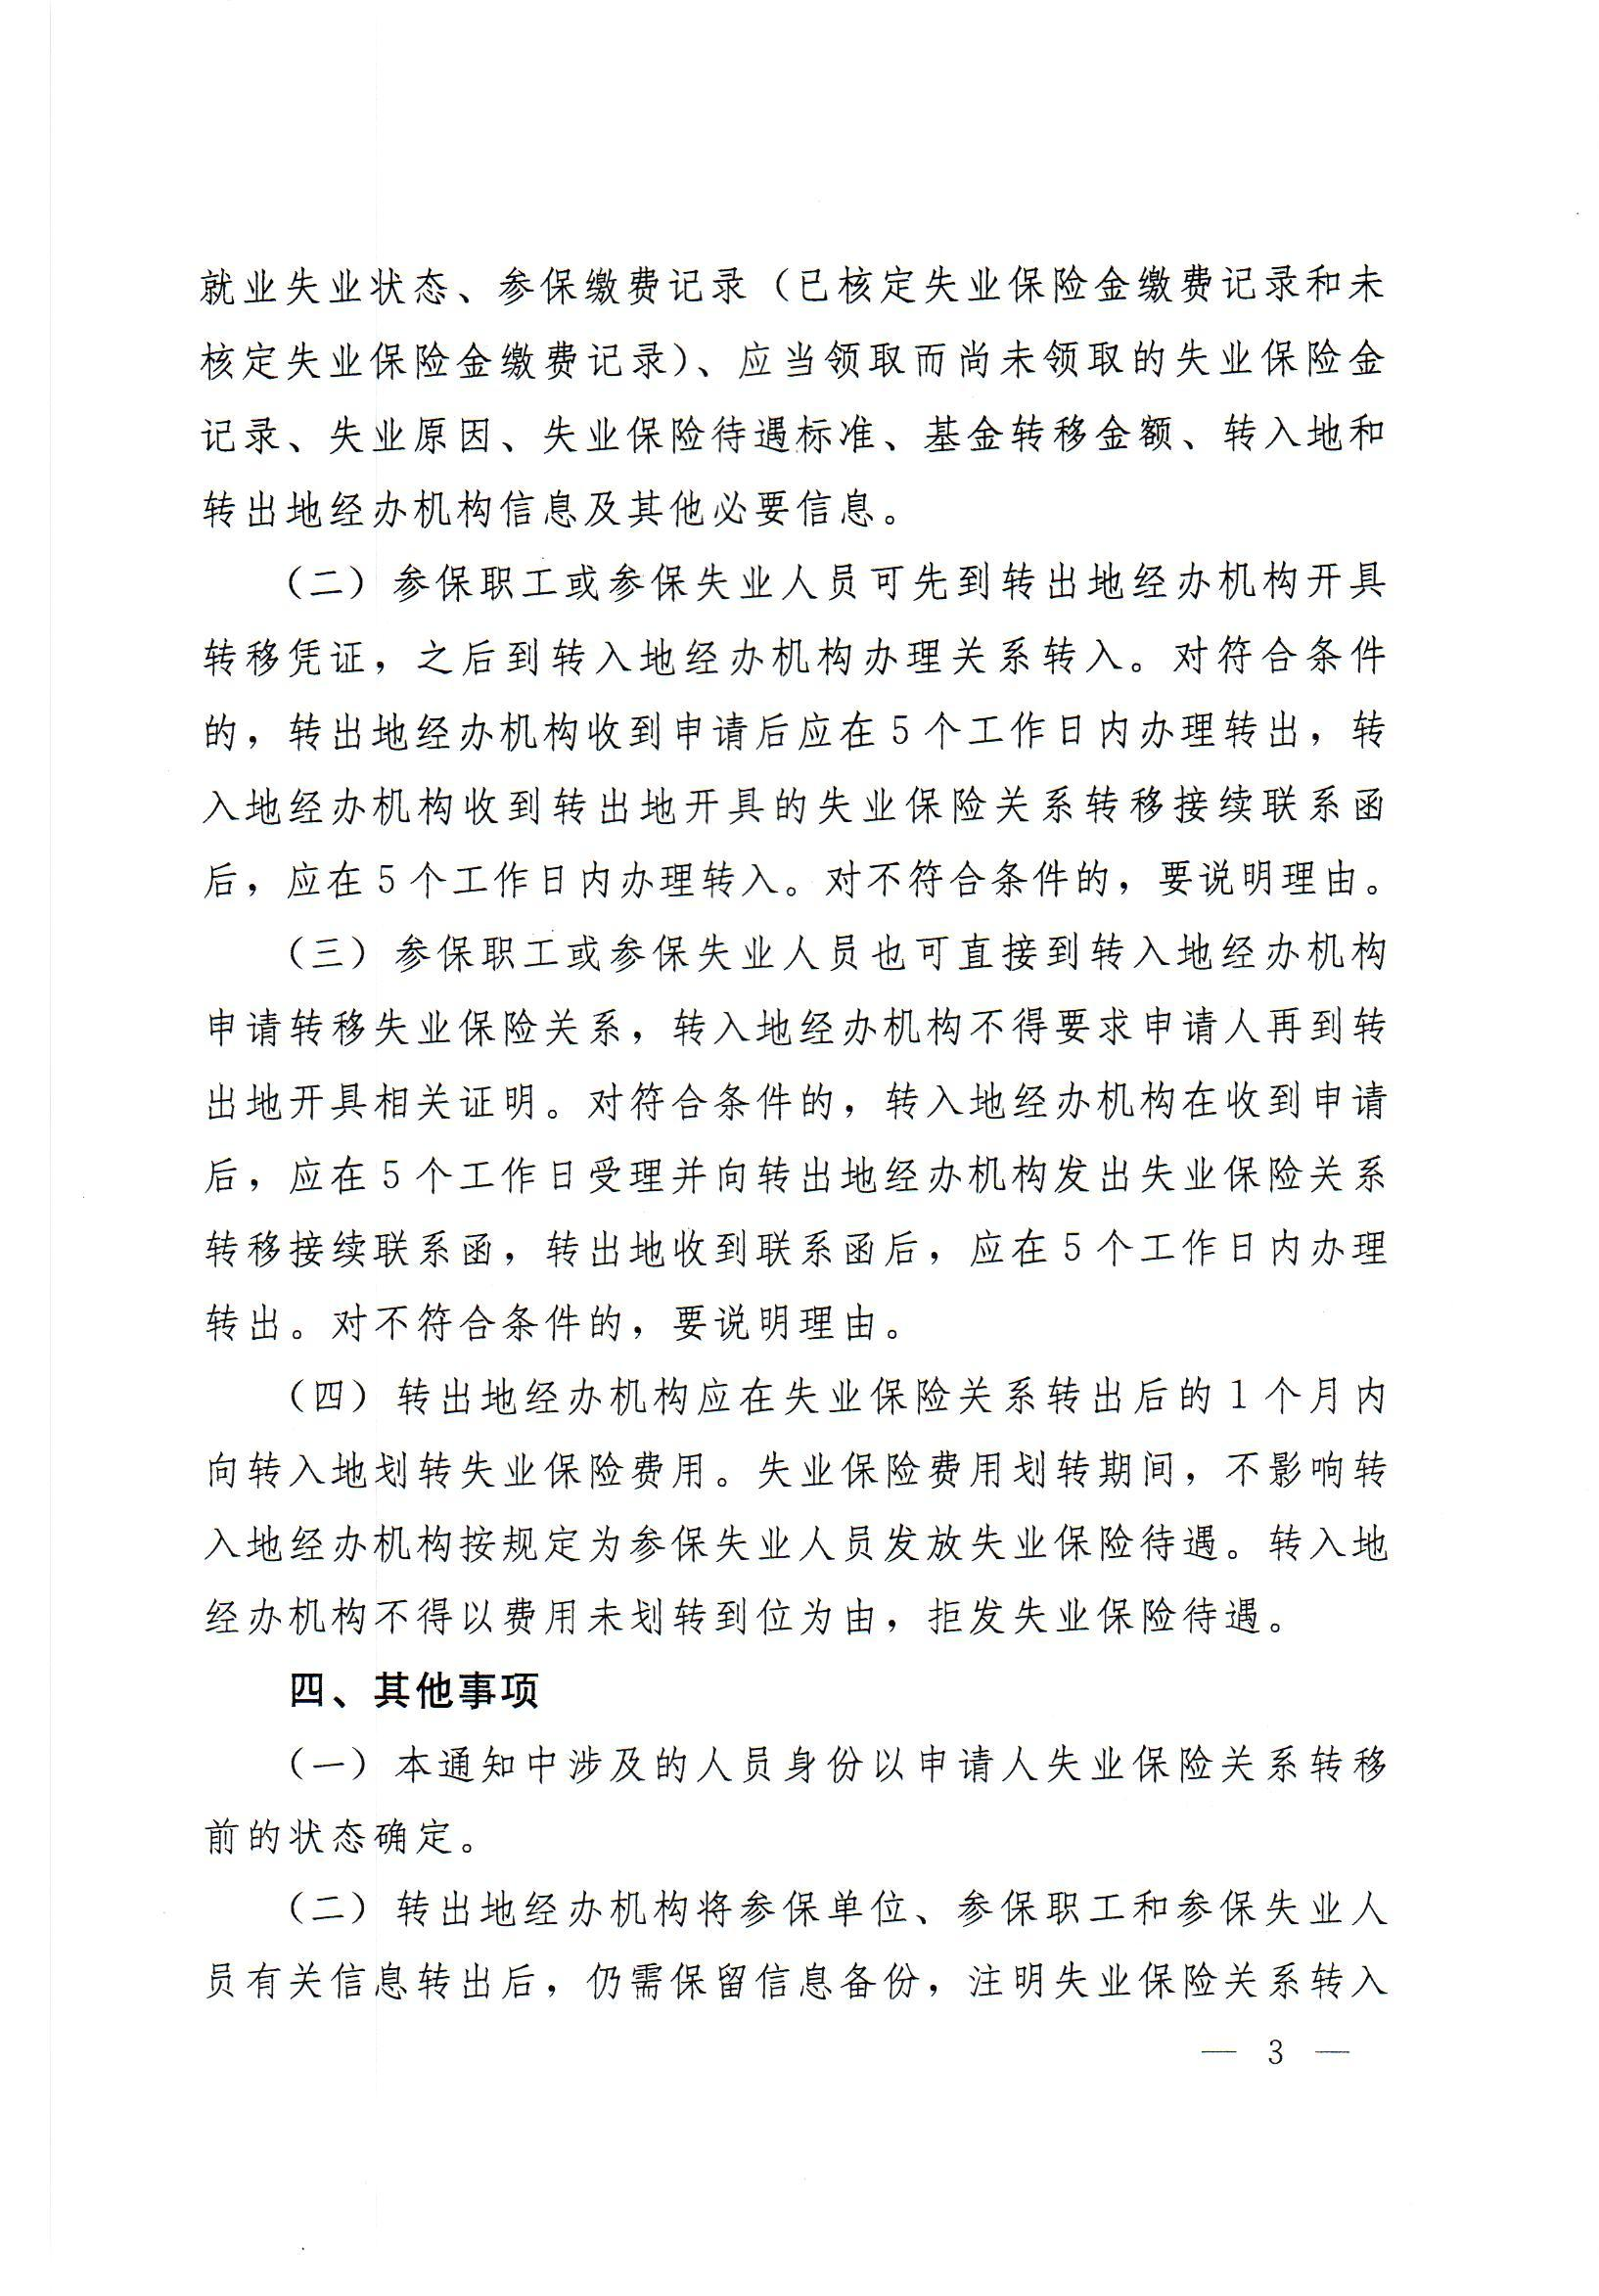 就业失业状态、参保缴费记录（已核定失业保险金缴费记录和未
核定失业保险金缴费记录）、应当领取而尚未领取的失业保险金
记录、失业原因、失业保险待遇标准、基金转移金额、转入地和
转出地经办机构信息及其他必要信息。
（二）参保职工或参保失业人员可先到转出地经办机构开具
转移凭证，之后到转入地经办机构办理关系转入。对符合条件
的，转出地经办机构收到申请后应在5个工作日内办理转出，转
入地经办机构收到转出地开具的失业保险关系转移接续联系函
后，应在5个工作日内办理转入。对不符合条件的，要说明理由。
（三）参保职工或参保失业人员也可直接到转入地经办机构
申请转移失业保险关系，转入地经办机构不得要求申请人再到转
出地开具相关证明。对符合条件的，转入地经办机构在收到申请
后，应在5个工作日受理并向转出地经办机构发出失业保险关系
转移接续联系函，转出地收到联系函后，应在5个工作日内办理
转出。对不符合条件的，要说明理由。
（四）转出地经办机构应在失业保险关系转出后的1个月内
向转入地划转失业保险费用。失业保险费用划转期间，不影响转
入地经办机构按规定为参保失业人员发放失业保险待遇。转入地
经办机构不得以费用未划转到位为由，拒发失业保险待遇。
四、其他事项
（一）本通知中涉及的人员身份以申请人失业保险关系转移
前的状态确定。
（二）转出地经办机构将参保单位、参保职工和参保失业人
员有关信息转出后，仍需保留信息备份，注明失业保险关系转入
— 3 —